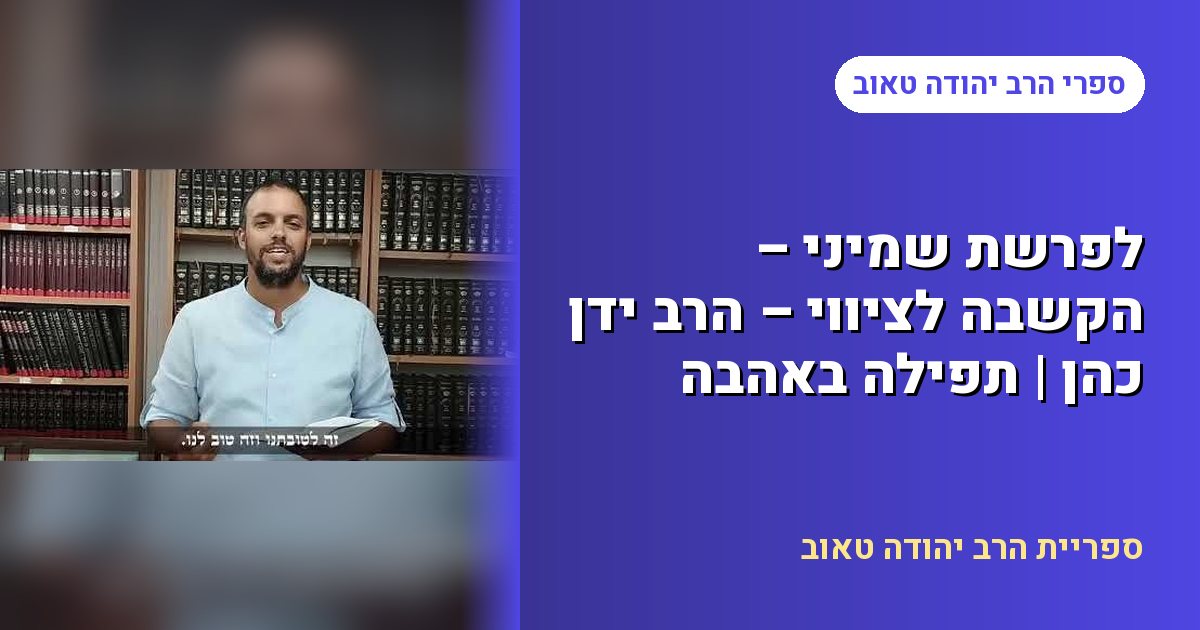 ספרי הרב יהודה טאוב
לפרשת שמיני –
הקשבה לציווי – הרב ידן
כהן | תפילה באהבה
ספריית הרב יהודה טאוב
זה לטובתנו וזה טוב לנו.